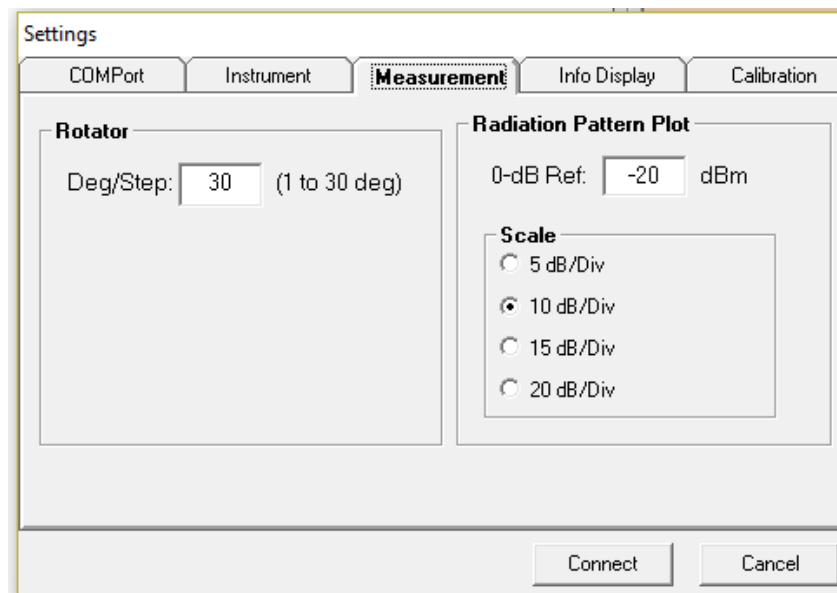 Settings
COMPort Instrument Measurement Info Display Calibration
Rotator
Deg/Step: 30 (1 to 30 deg)
Radiation Pattern Plot
0-dB Ref: -20 dBm
Scale
5 dB/Div
10 dB/Div
15 dB/Div
20 dB/Div
Connect Cancel